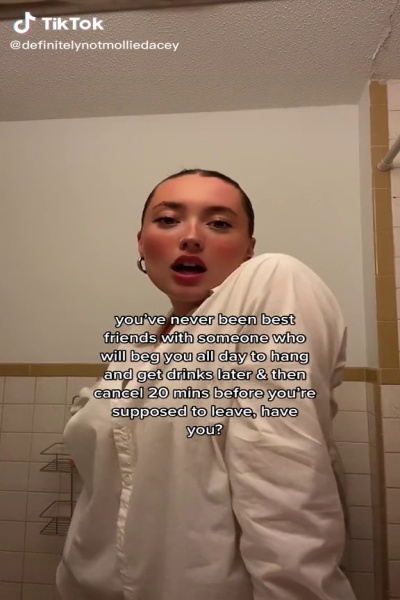 TikTok
@definitelynotmolliedacey
you've never been best
friends with someone who
will beg you all day to hang
and get drinks later & then
cancel 20 mins before you're
supposed to leave, have
you?